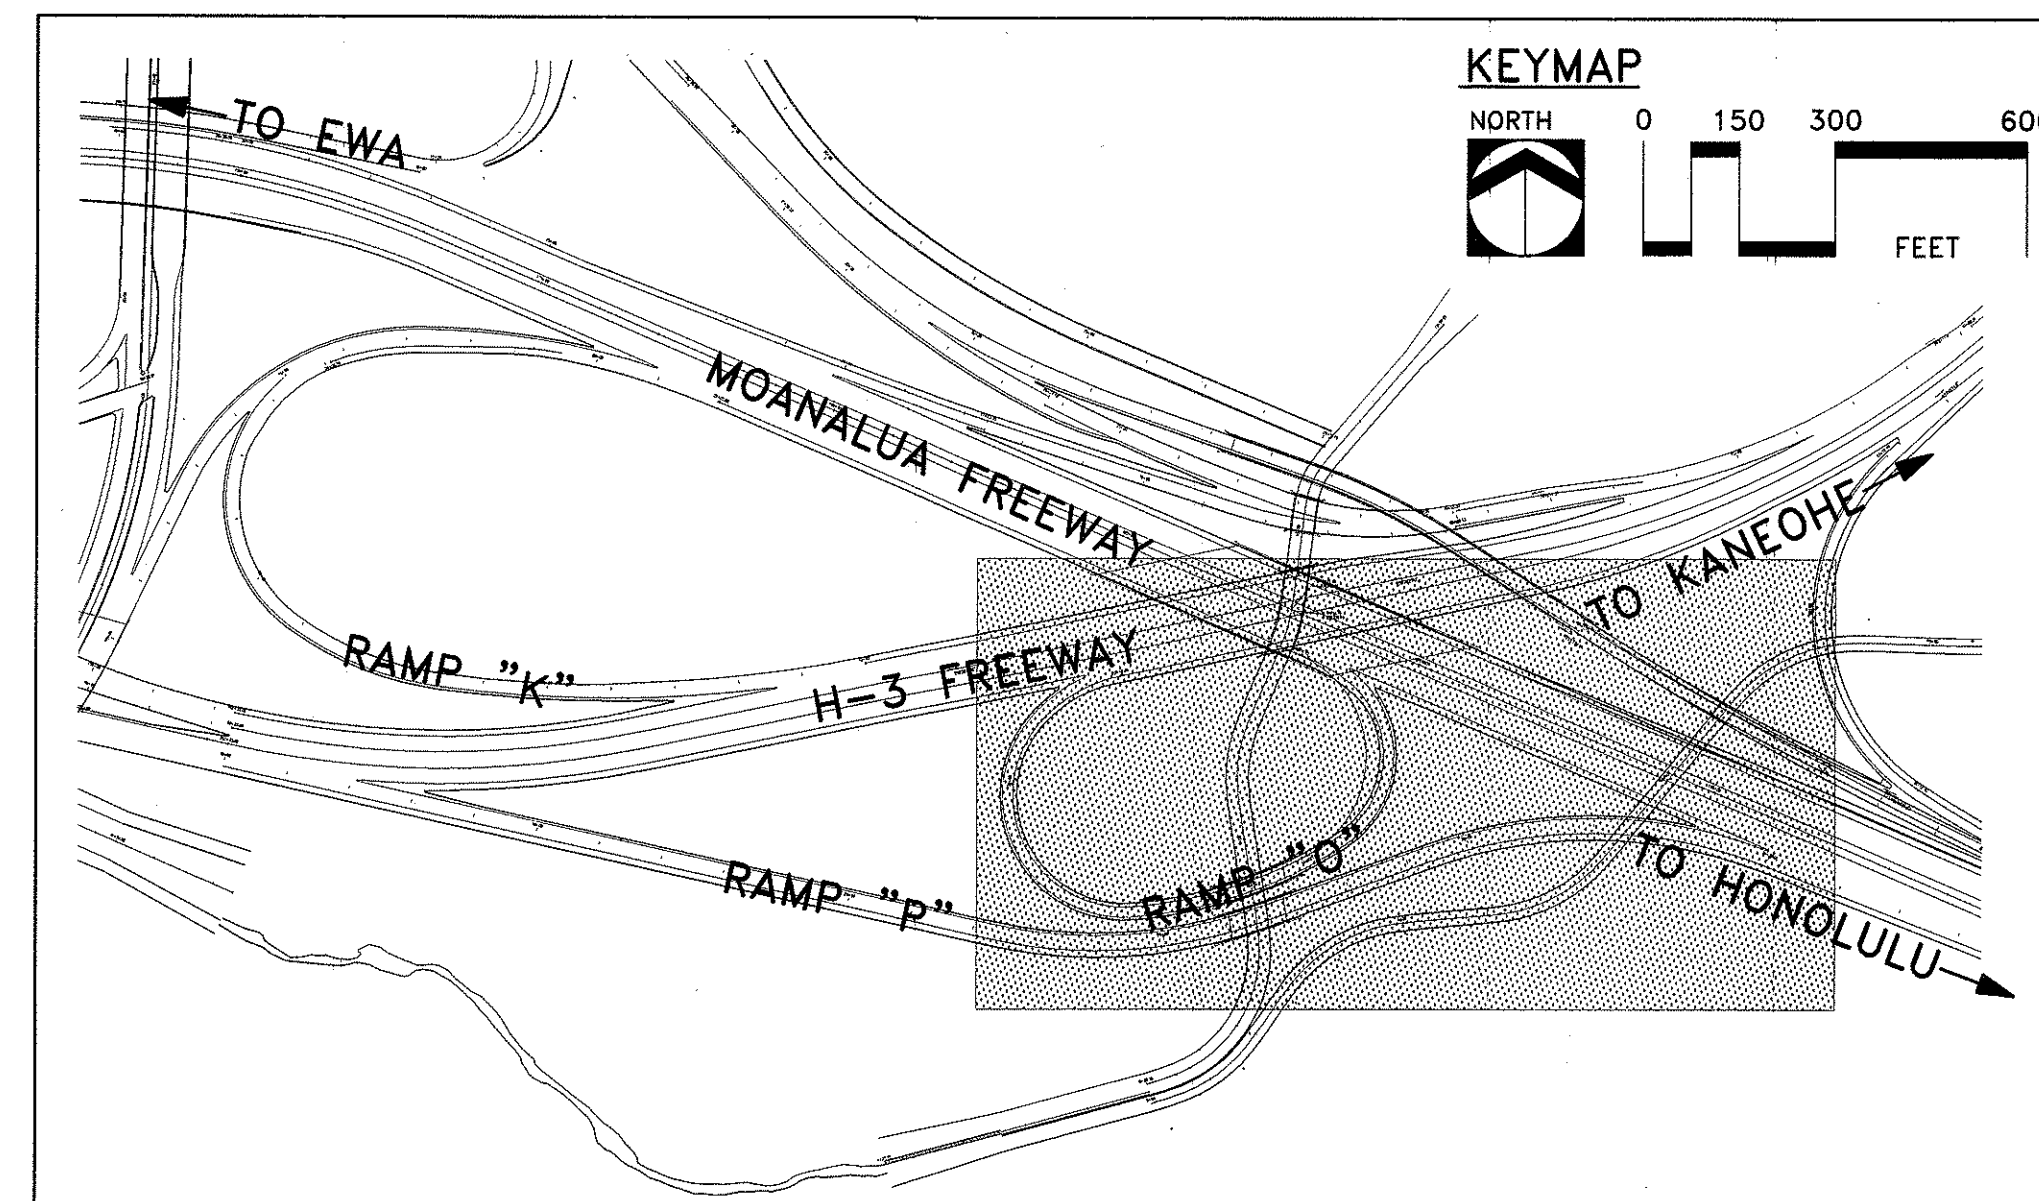 KEYMAP
NORTH 0 150 300 600
FEET
TO EWA
MOANALUA FREEWAY
TO KANEOHE
RAMP "K"
H-3 FREEWAY
RAMP "O"
RAMP "P"
TO HONOLULU